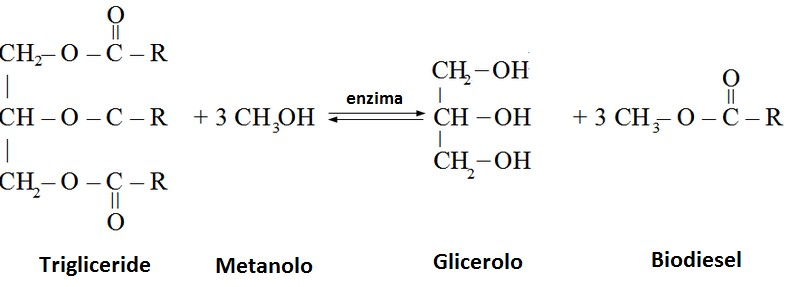 O
||
CH₂– O – C – R
|
CH – O – C – R + 3 CH₃OH enzima CH₂–OH
|
CH –OH + 3 CH₃– O – C – R
|
CH₂–OH
O
||
|
CH₂– O – C – R
||
O
Trigliceride Metanolo Glicerolo Biodiesel